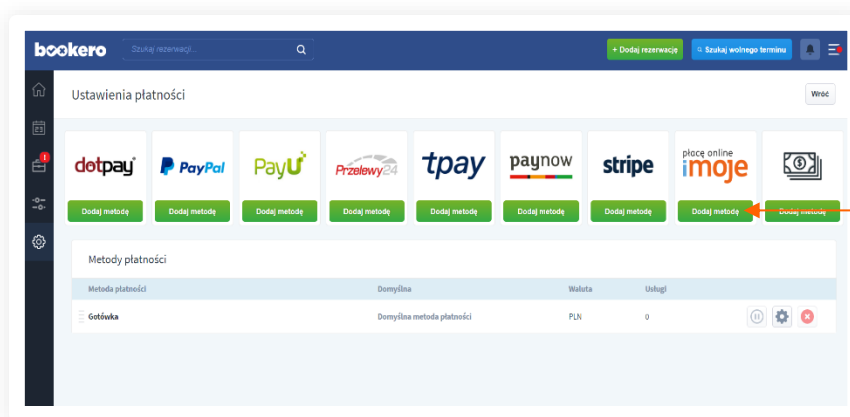 bookero
Szukaj rezerwacji...
+ Dodaj rezerwację
Szukaj wolnego terminu
Ustawienia płatności
Wróć
1
dotpay
PayPal
PayU
Przelewy24
tpay
paynow
stripe
płacę online
imoje
Dodaj metodę
Dodaj metodę
Dodaj metodę
Dodaj metodę
Dodaj metodę
Dodaj metodę
Dodaj metodę
Dodaj metodę
Dodaj metodę
Metody płatności
Metoda płatności Domyślna Waluta Usługi
Gotówka Domyślna metoda płatności PLN 0